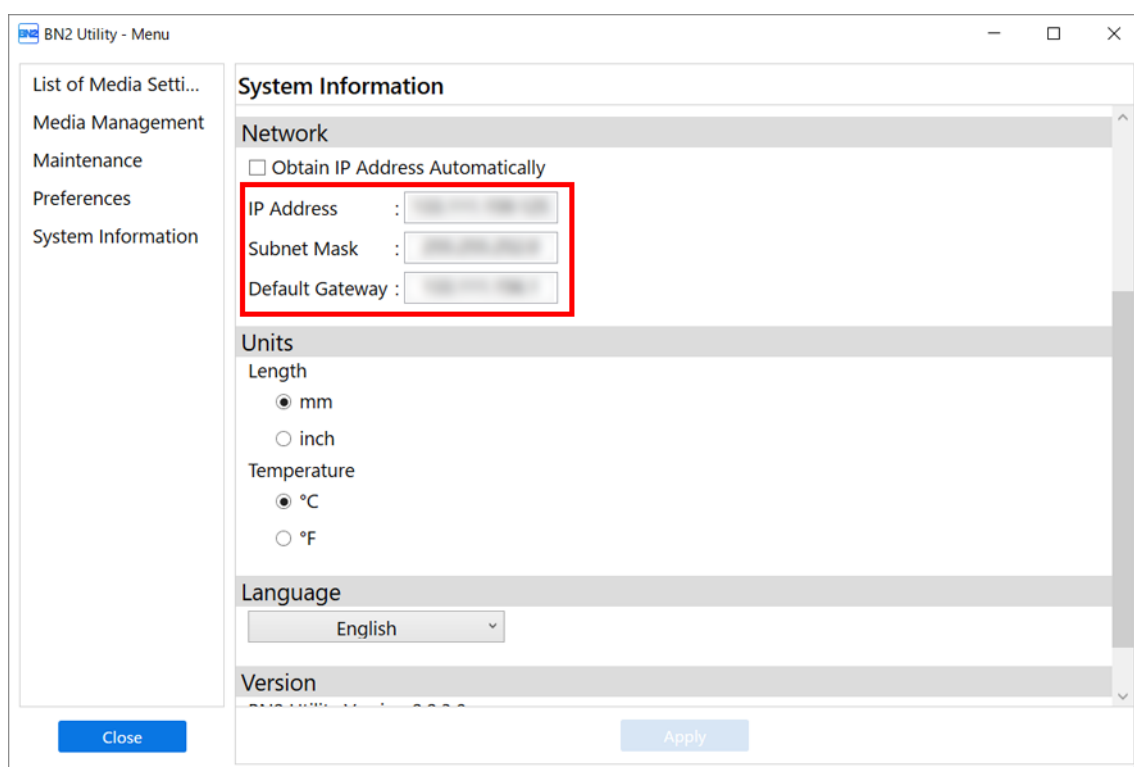 BN2 BN2 Utility - Menu
List of Media Setti...
Media Management
Maintenance
Preferences
System Information
Close
System Information
Network
Obtain IP Address Automatically
IP Address :
Subnet Mask :
Default Gateway :
Units
Length
mm
inch
Temperature
°C
°F
Language
English
Version
Apply